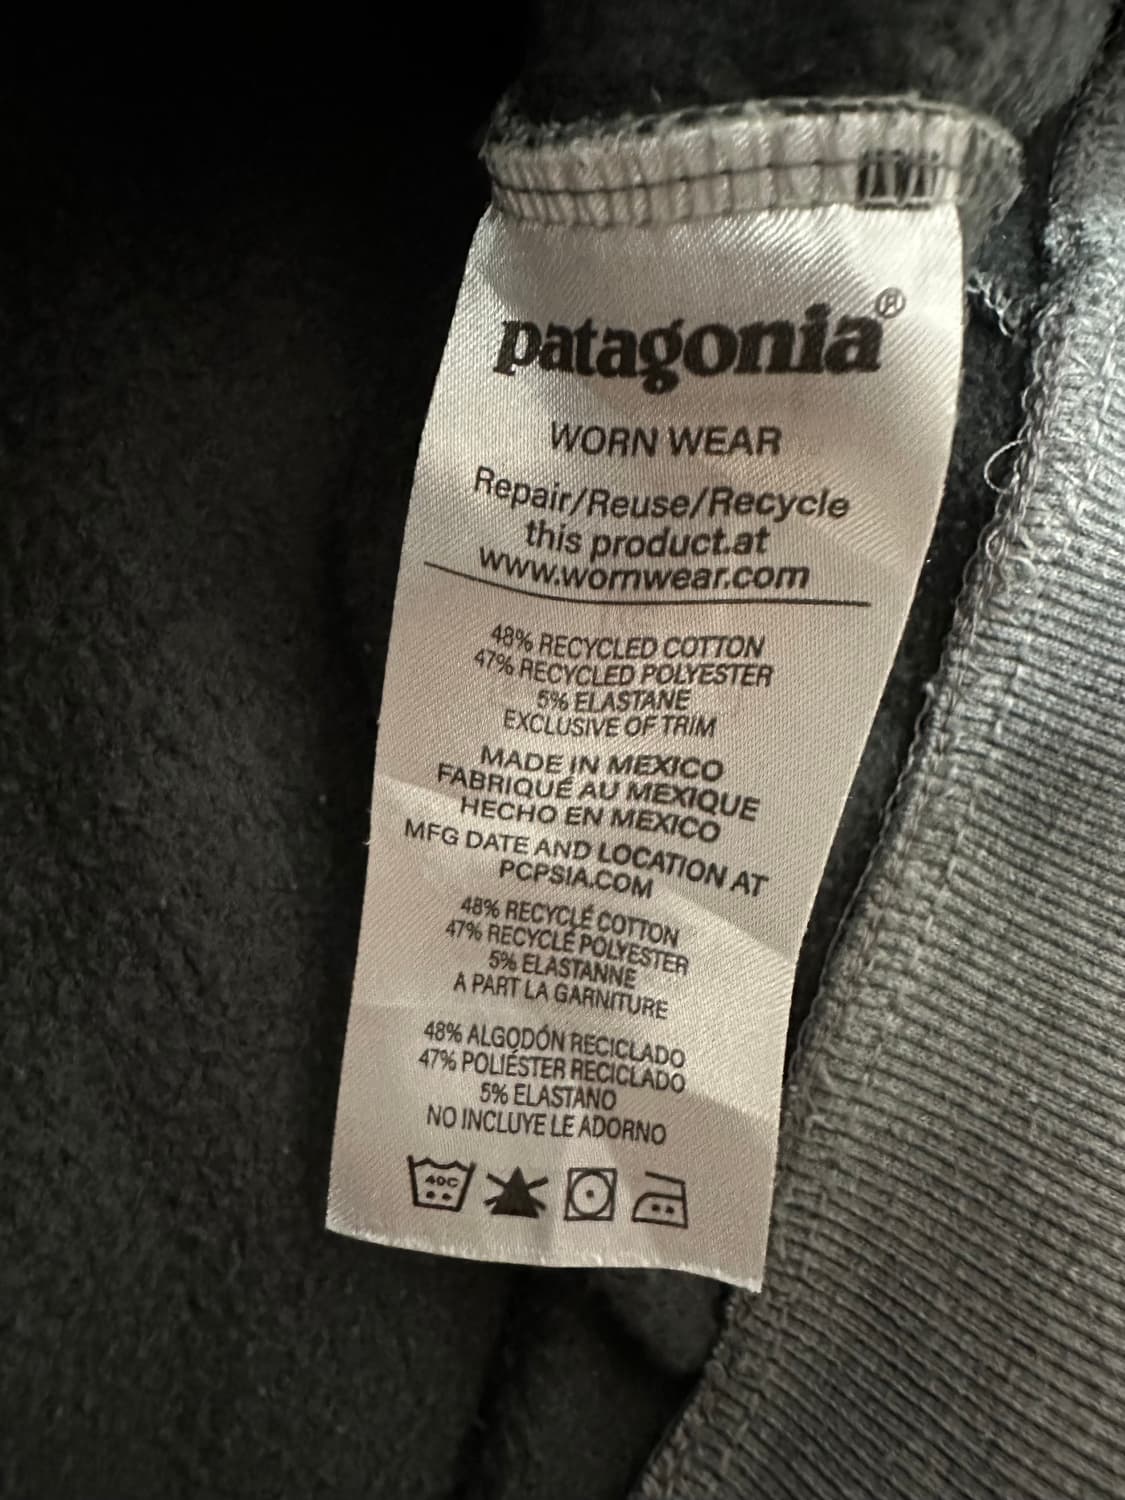 patagonia®
WORN WEAR
Repair/Reuse/Recycle
this product.at
www.wornwear.com
48% RECYCLED COTTON
47% RECYCLED POLYESTER
5% ELASTANE
EXCLUSIVE OF TRIM
MADE IN MEXICO
FABRIQUÉ AU MEXIQUE
HECHO EN MEXICO
MFG DATE AND LOCATION AT
PCPSIA.COM
48% RECYCLÉ COTTON
47% RECYCLÉ POLYESTER
5% ELASTANNE
A PART LA GARNITURE
48% ALGODÓN RECICLADO
47% POLIÉSTER RECICLADO
5% ELASTANO
NO INCLUYE LE ADORNO
40C